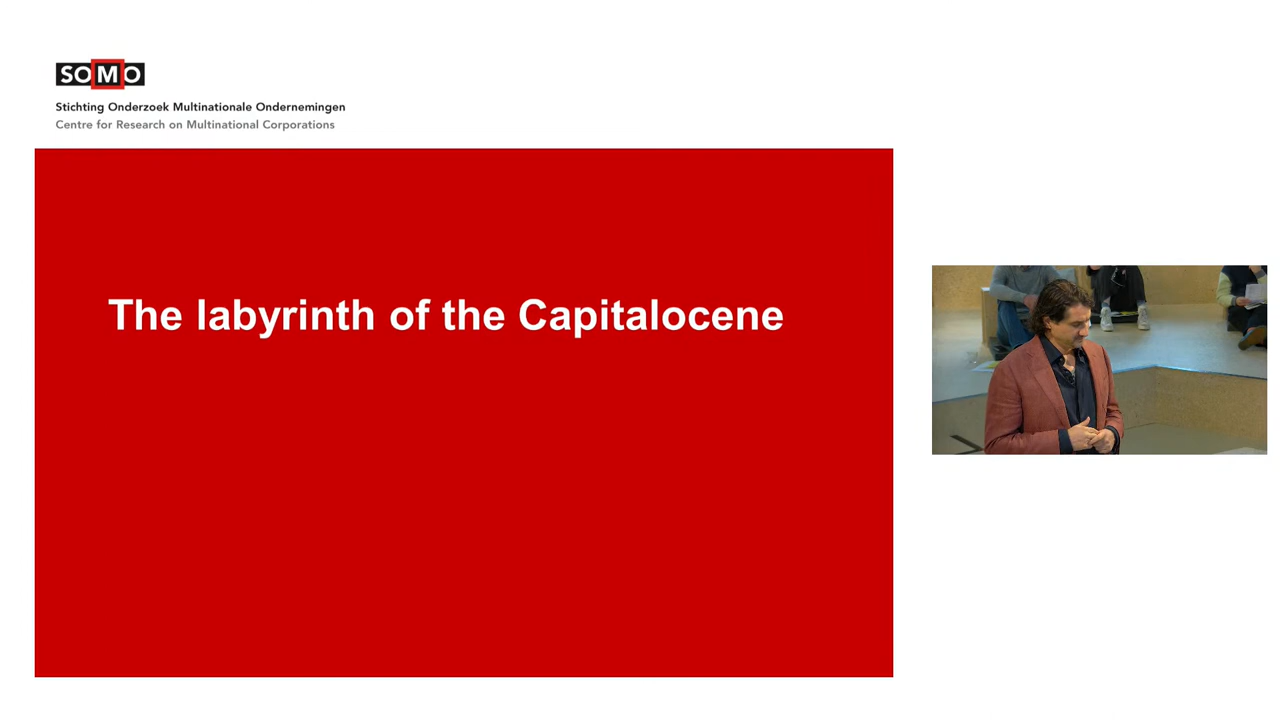 SOMO
Stichting Onderzoek Multinationale Ondernemingen
Centre for Research on Multinational Corporations
The labyrinth of the Capitalocene